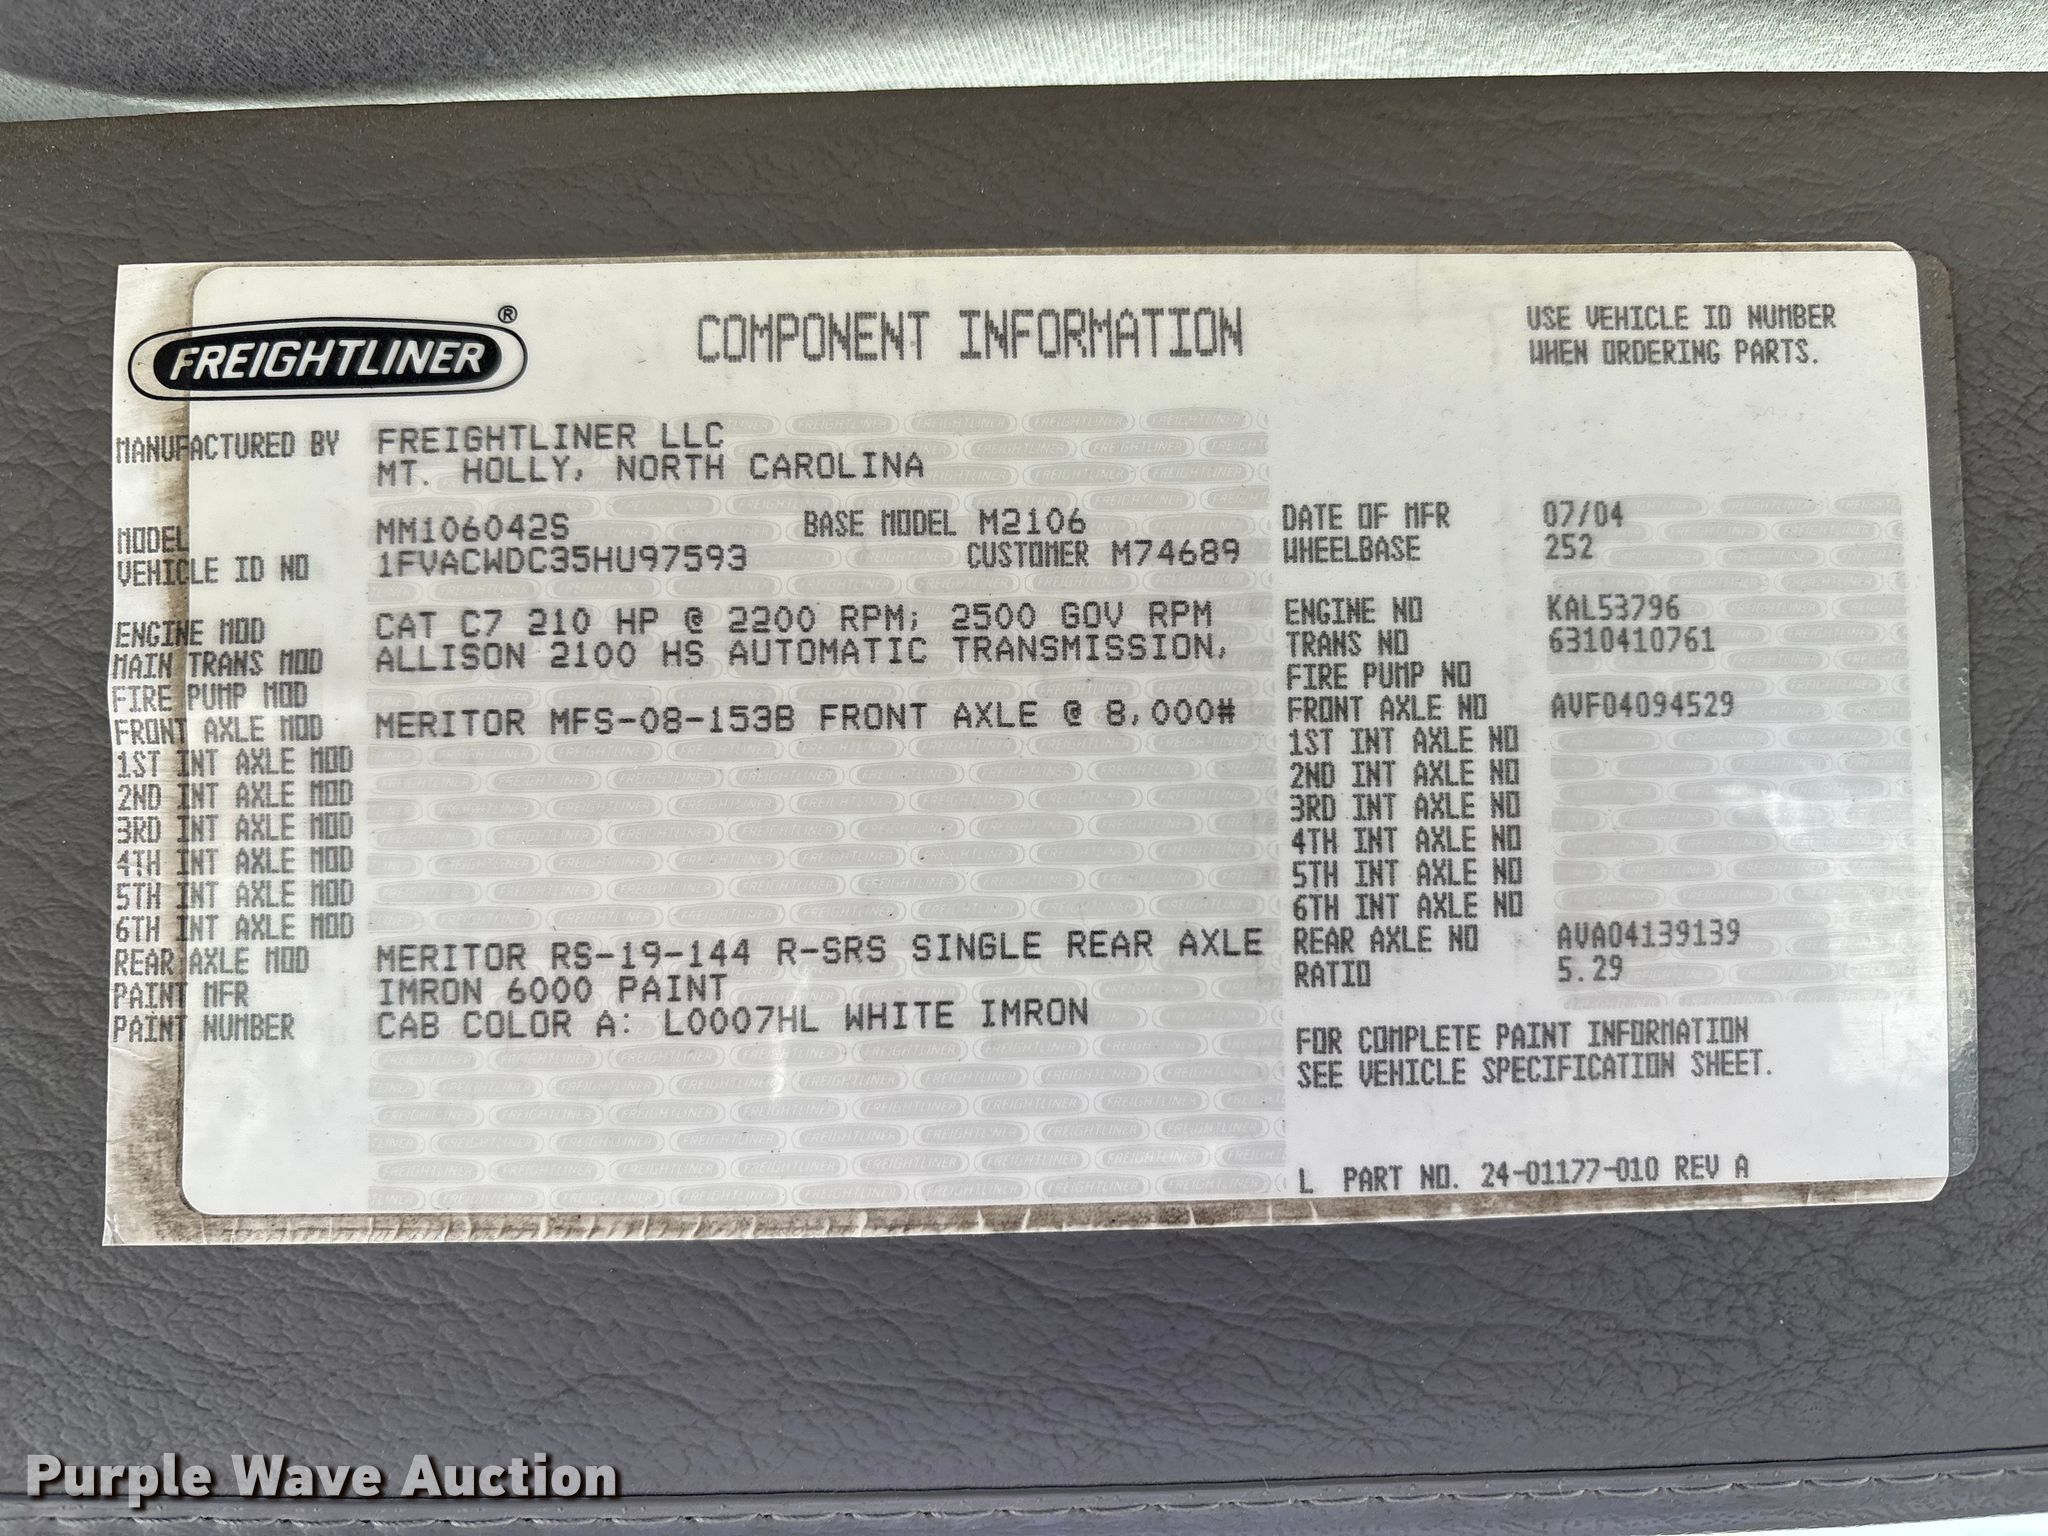 FREIGHTLINER ®
COMPONENT INFORMATION
USE VEHICLE ID NUMBER
WHEN ORDERING PARTS.
MANUFACTURED BY FREIGHTLINER LLC
MT. HOLLY, NORTH CAROLINA
MODEL MM106042S BASE MODEL M2106 DATE OF MFR 07/04
VEHICLE ID NO 1FVACWDC35HU97593 CUSTOMER M74689 WHEELBASE 252
ENGINE MOD CAT C7 210 HP @ 2200 RPM; 2500 GOV RPM ENGINE NO KAL53796
MAIN TRANS MOD ALLISON 2100 HS AUTOMATIC TRANSMISSION, TRANS NO 6310410761
FIRE PUMP MOD FIRE PUMP NO
FRONT AXLE MOD MERITOR MFS-08-153B FRONT AXLE @ 8,000# FRONT AXLE NO AVF04094529
1ST INT AXLE MOD 1ST INT AXLE NO
2ND INT AXLE MOD 2ND INT AXLE NO
3RD INT AXLE MOD 3RD INT AXLE NO
4TH INT AXLE MOD 4TH INT AXLE NO
5TH INT AXLE MOD 5TH INT AXLE NO
6TH INT AXLE MOD 6TH INT AXLE NO
REAR AXLE MOD MERITOR RS-19-144 R-SRS SINGLE REAR AXLE REAR AXLE NO AVA04139139
PAINT MFR IMRON 6000 PAINT RATIO 5.29
PAINT NUMBER CAB COLOR A: L0007HL WHITE IMRON
FOR COMPLETE PAINT INFORMATION
SEE VEHICLE SPECIFICATION SHEET.
L PART NO. 24-01177-010 REV A
Purple Wave Auction